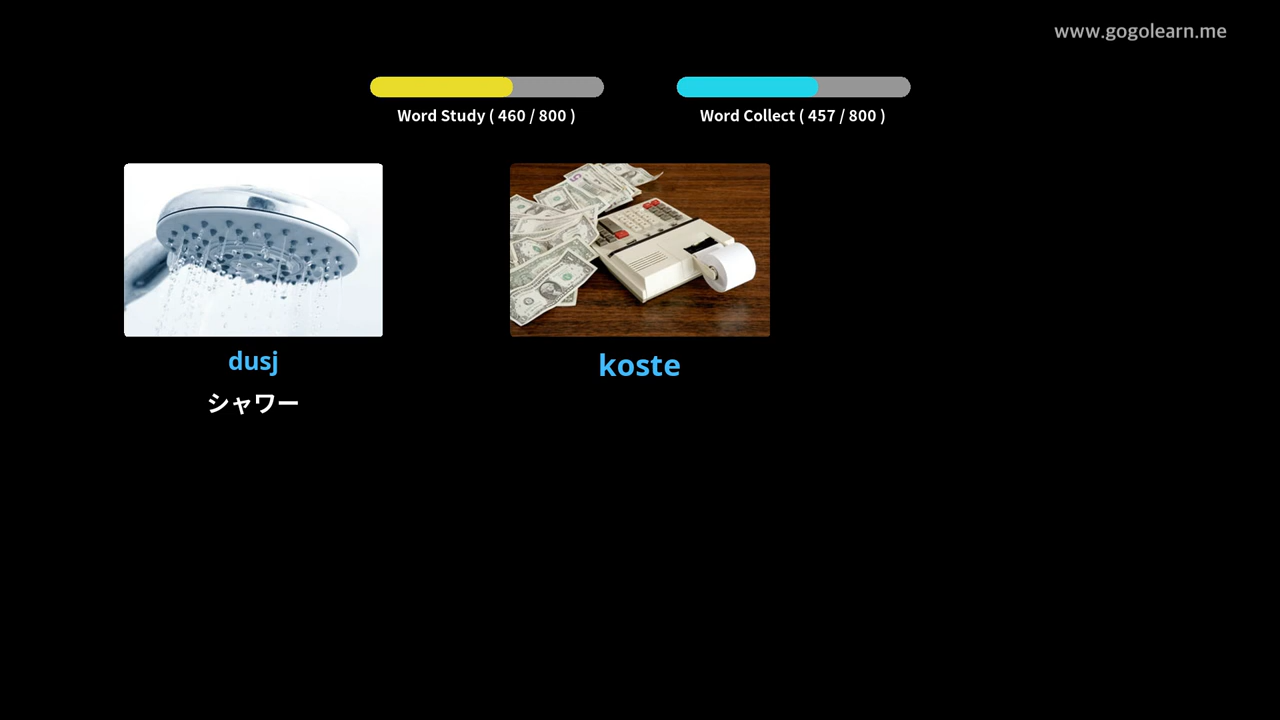 www.gogolearn.me
Word Study ( 460 / 800 )
Word Collect ( 457 / 800 )
dusj
シャワー
koste